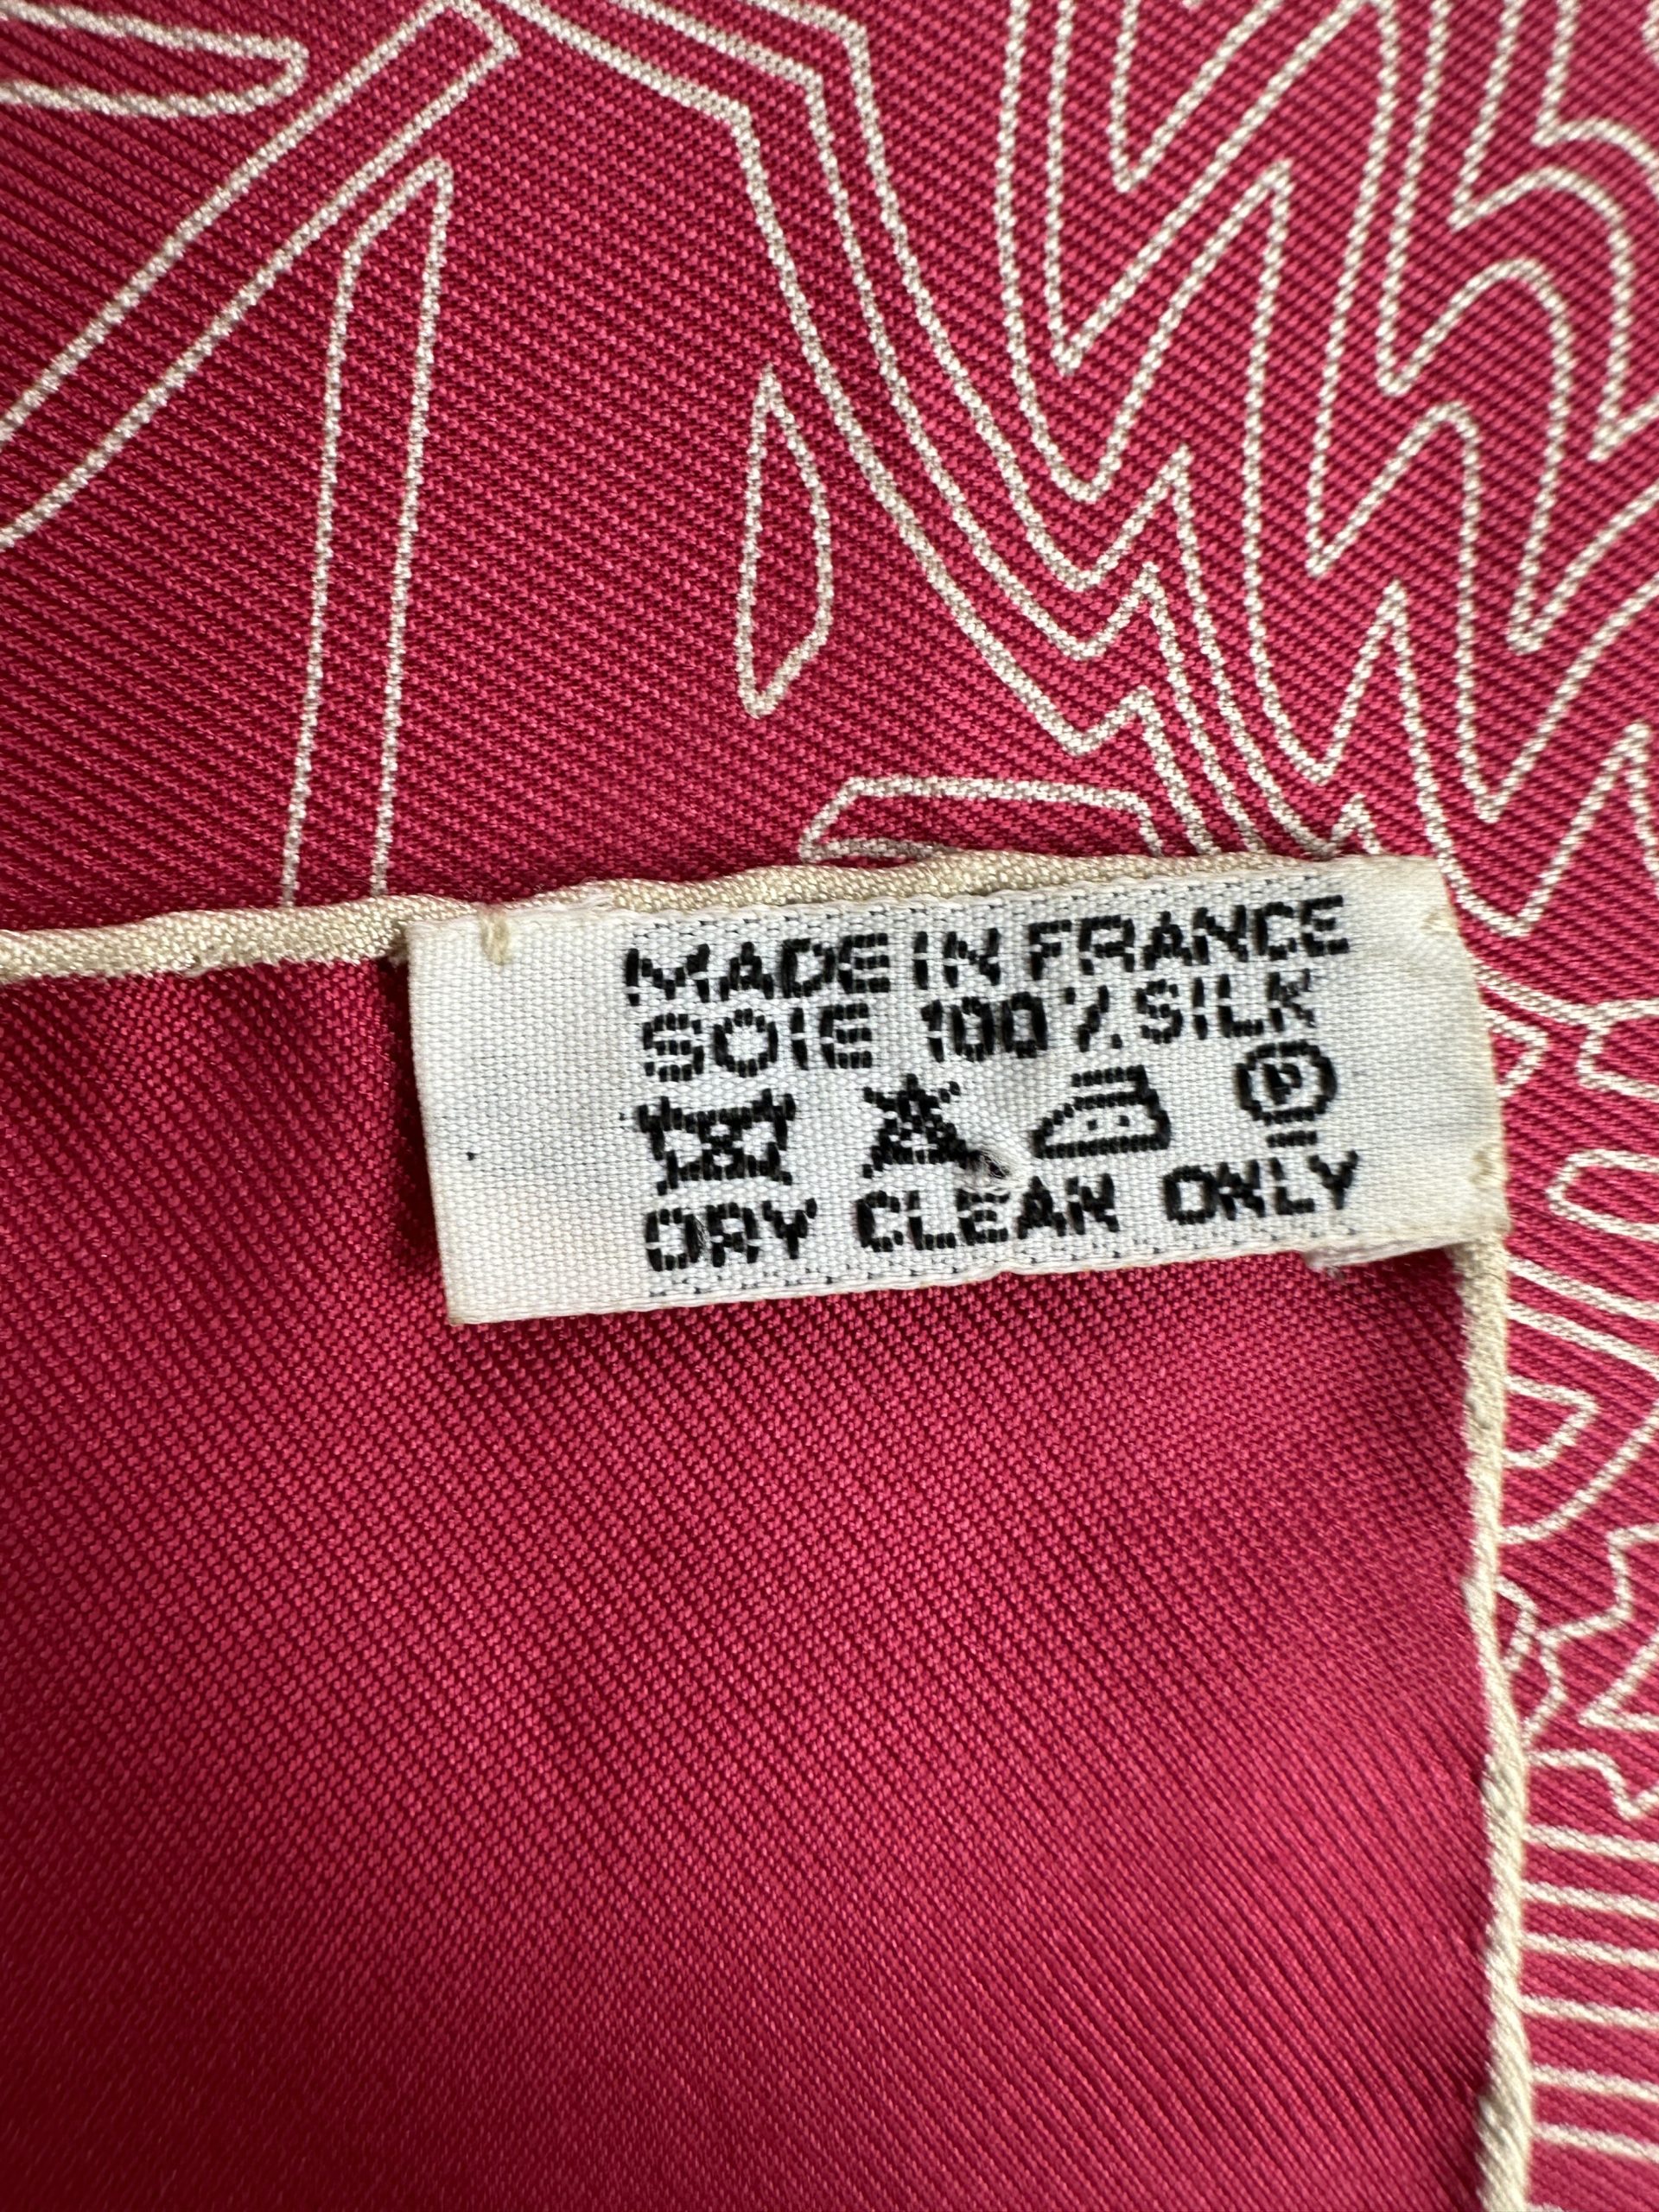 MADE IN FRANCE
SOIE 100% SILK
P
DRY CLEAN ONLY